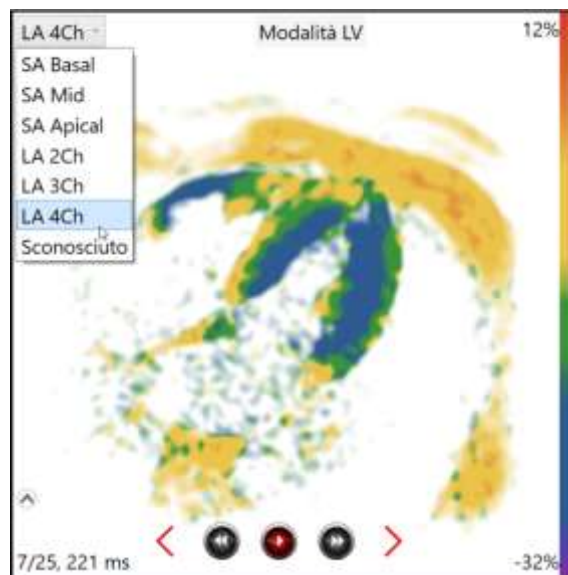 LA 4Ch
Modalità LV
12%
SA Basal
SA Mid
SA Apical
LA 2Ch
LA 3Ch
LA 4Ch
Sconosciuto
7/25, 221 ms
-32%